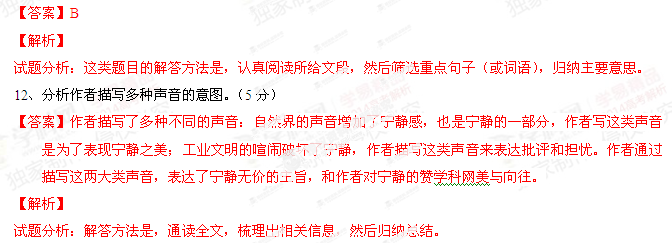 【答案】B
【解析】
试题分析：这类题目的解答方法是，认真阅读所给文段，然后筛选重点句子（或词语），归纳主要意思。
12、分析作者描写多种声音的意图。（5 分）
【答案】作者描写了多种不同的声音：自然界的声音增加了宁静感，也是宁静的一部分，作者写这类声音
是为了表现宁静之美；工业文明的喧闹破坏了宁静，作者描写这类声音来表达批评和担忧。作者通过
描写这两大类声音，表达了宁静无价的主旨，和作者对宁静的赞学科网美与向往。
【解析】
试题分析：解答方法是，通读全文，梳理出相关信息，然后归纳总结。